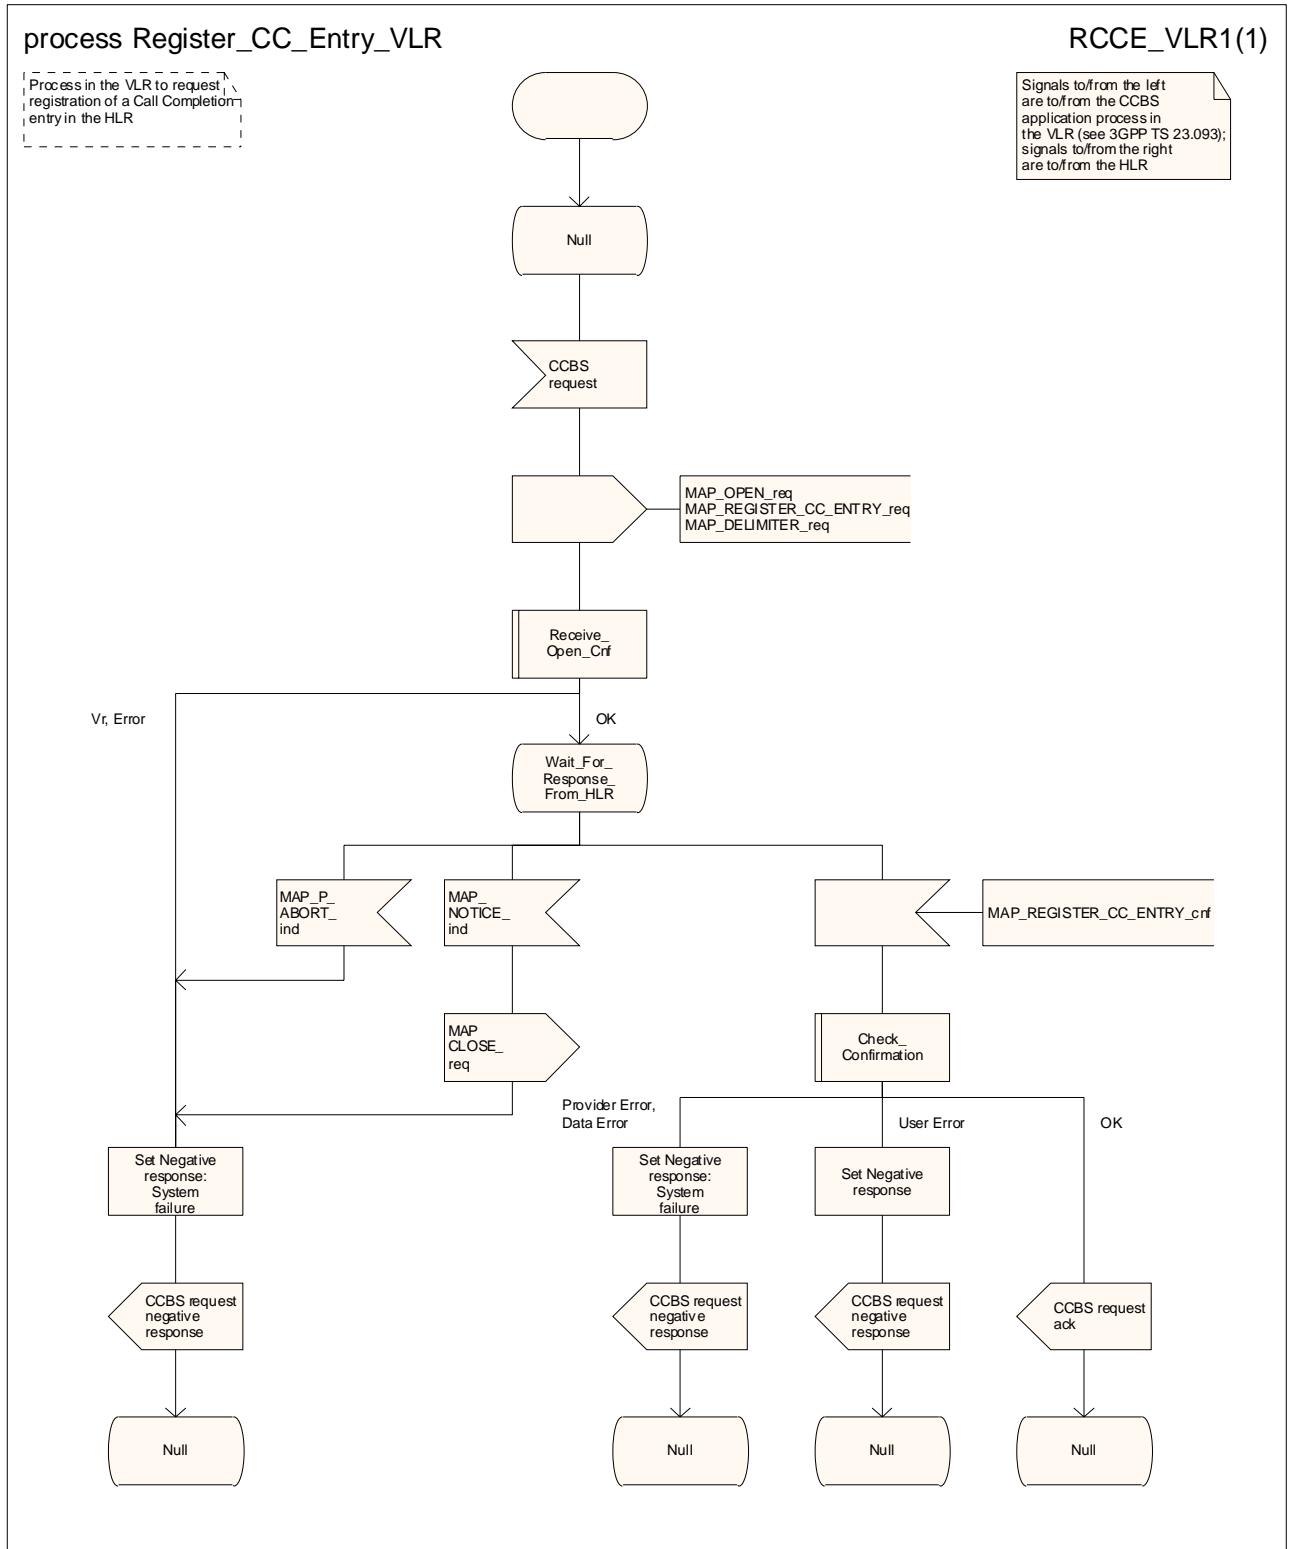 process Register_CC_Entry_VLR
RCCE_VLR1(1)
Process in the VLR to request
registration of a Call Completion
entry in the HLR
Signals to/from the left
are to/from the CCBS
application process in
the VLR (see 3GPP TS 23.093);
signals to/from the right
are to/from the HLR
Null
CCBS
request
MAP_OPEN_req
MAP_REGISTER_CC_ENTRY_req
MAP_DELIMITER_req
Receive_
Open_Cnf
Vr, Error
OK
Wait_For_
Response_
From_HLR
MAP_P_
ABORT_
ind
MAP_
NOTICE_
ind
MAP_REGISTER_CC_ENTRY_cnf
MAP
CLOSE_
req
Check_
Confirmation
Provider Error,
Data Error
User Error
OK
Set Negative
response:
System
failure
Set Negative
response:
System
failure
Set Negative
response
CCBS request
negative
response
CCBS request
negative
response
CCBS request
negative
response
CCBS request
ack
Null
Null
Null
Null